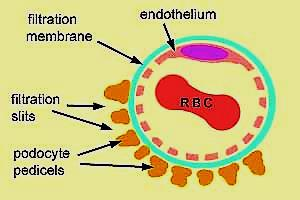 filtration
membrane
endothelium
filtration
slits
podocyte
pedicels
RBC